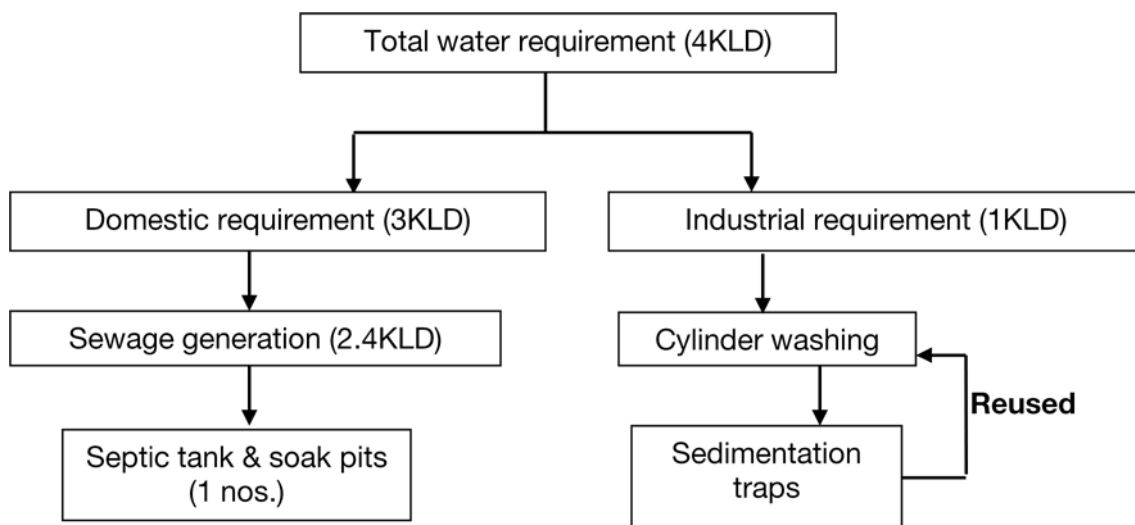 Total water requirement (4KLD)
Domestic requirement (3KLD)
Industrial requirement (1KLD)
Sewage generation (2.4KLD)
Cylinder washing
Reused
Septic tank & soak pits
(1 nos.)
Sedimentation
traps